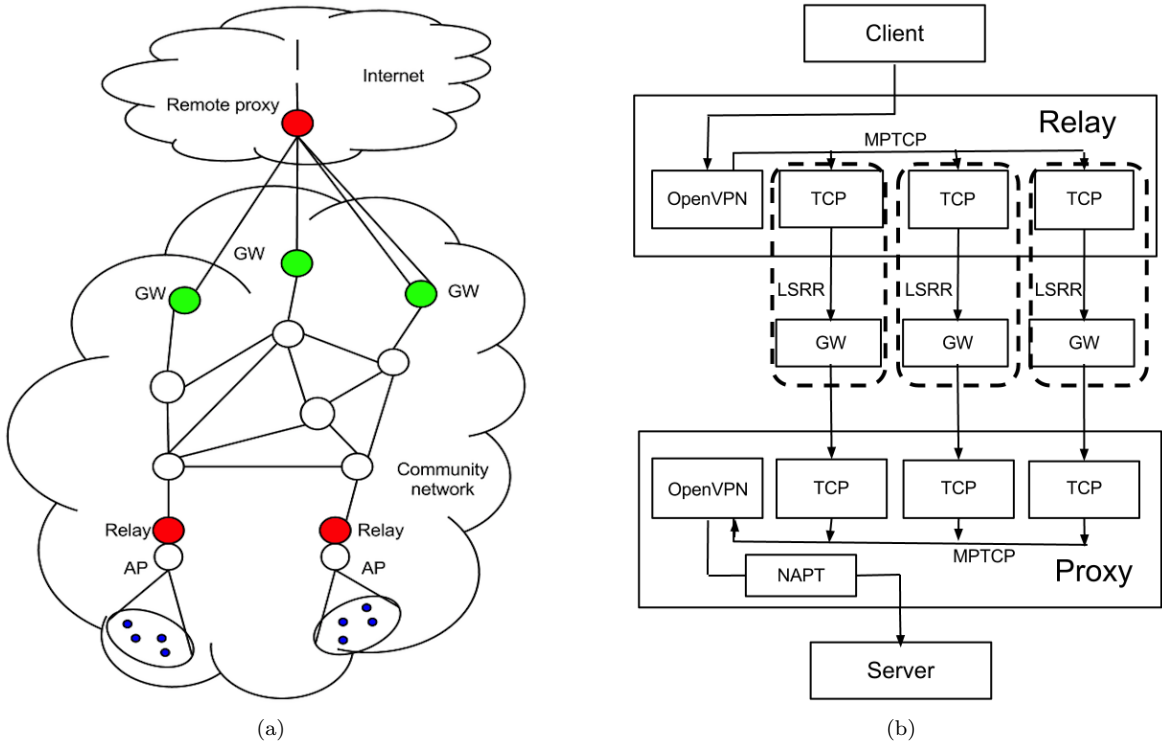 Internet
Remote proxy
GW
GW
GW
Community
network
Relay
Relay
AP
AP
(a)
Client
Relay
MPTCP
OpenVPN
TCP
TCP
TCP
LSRR
LSRR
LSRR
GW
GW
GW
OpenVPN
TCP
TCP
TCP
MPTCP
NAPT
Proxy
Server
(b)